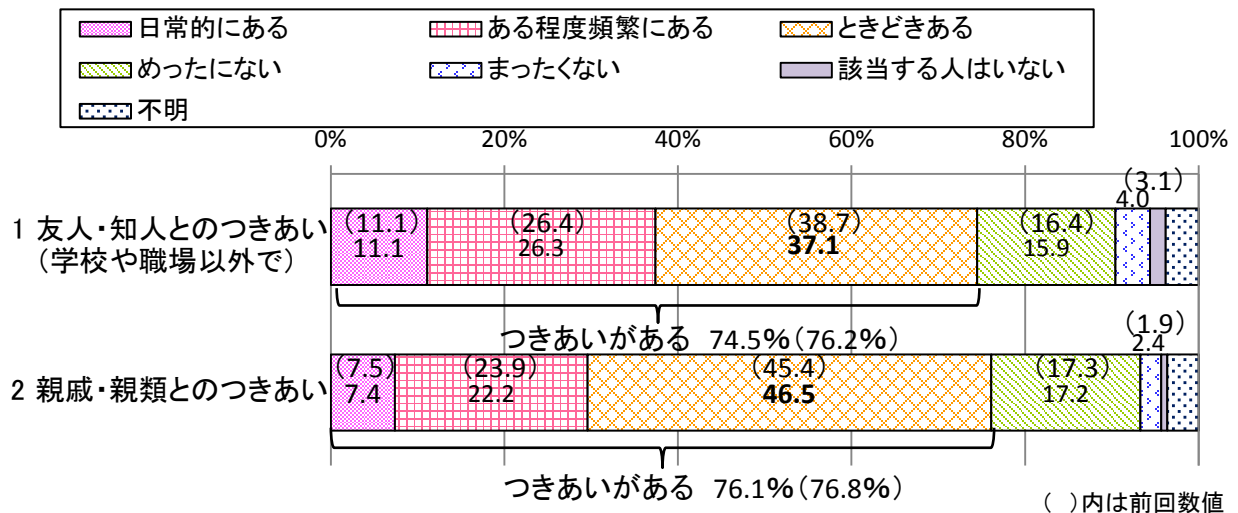 日常的にある ある程度頻繁にある ときどきある
めったにない まったくない 該当する人はいない
不明
0% 20% 40% 60% 80% 100%
(3.1)
4.0
1 友人・知人とのつきあい
(学校や職場以外で)
(11.1) (26.4) (38.7) (16.4)
11.1 26.3 37.1 15.9
つきあいがある 74.5%(76.2%)
(1.9)
2.4
2 親戚・親類とのつきあい
(7.5) (23.9) (45.4) (17.3)
7.4 22.2 46.5 17.2
つきあいがある 76.1%(76.8%)
( )内は前回数値